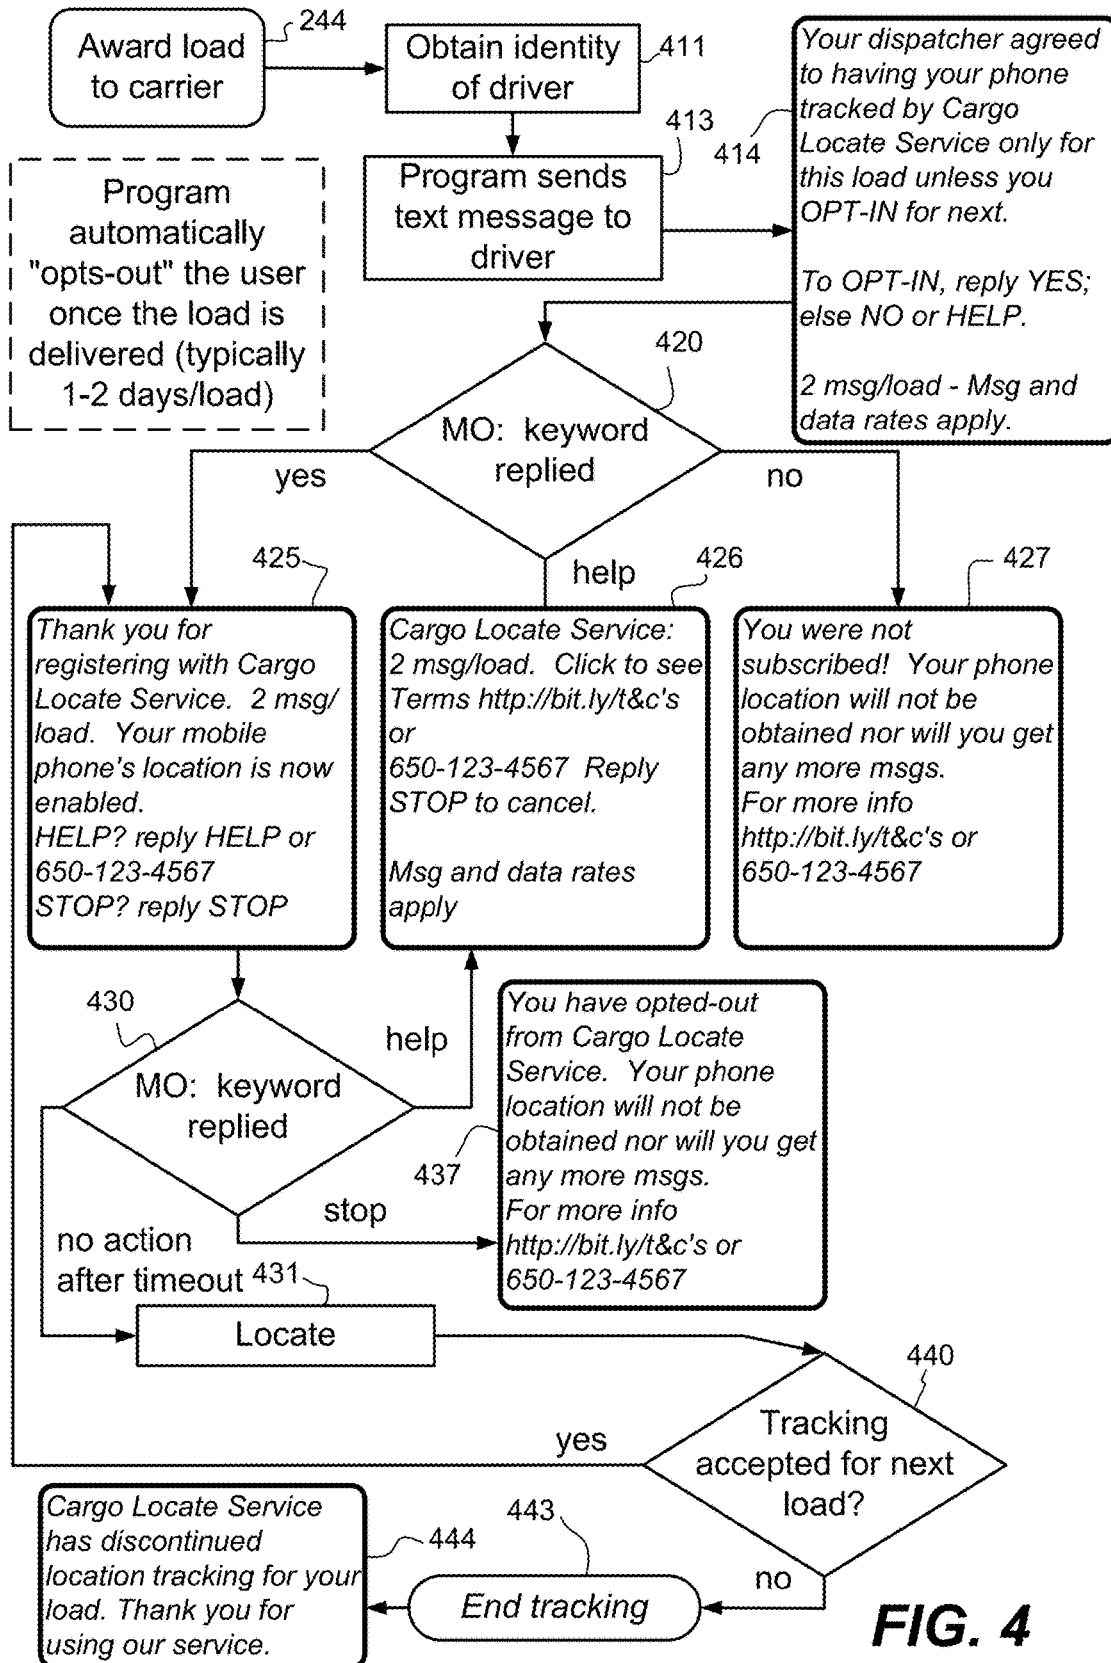 Award load
to carrier
244
Obtain identity
of driver
411
Program sends
text message to
driver
413
414
Your dispatcher agreed
to having your phone
tracked by Cargo
Locate Service only for
this load unless you
OPT-IN for next.
To OPT-IN, reply YES;
else NO or HELP.
2 msg/load - Msg and
data rates apply.
Program
automatically
"opts-out" the user
once the load is
delivered (typically
1-2 days/load)
420
MO: keyword
replied
yes
no
help
425
Thank you for
registering with Cargo
Locate Service. 2 msg/
load. Your mobile
phone's location is now
enabled.
HELP? reply HELP or
650-123-4567
STOP? reply STOP
426
Cargo Locate Service:
2 msg/load. Click to see
Terms http://bit.ly/t&c's
or
650-123-4567 Reply
STOP to cancel.
Msg and data rates
apply
427
You were not
subscribed! Your phone
location will not be
obtained nor will you get
any more msgs.
For more info
http://bit.ly/t&c's or
650-123-4567
430
MO: keyword
replied
help
stop
no action
after timeout
437
You have opted-out
from Cargo Locate
Service. Your phone
location will not be
obtained nor will you get
any more msgs.
For more info
http://bit.ly/t&c's or
650-123-4567
431
Locate
440
Tracking
accepted for next
load?
yes
no
443
End tracking
444
Cargo Locate Service
has discontinued
location tracking for your
load. Thank you for
using our service.
FIG. 4